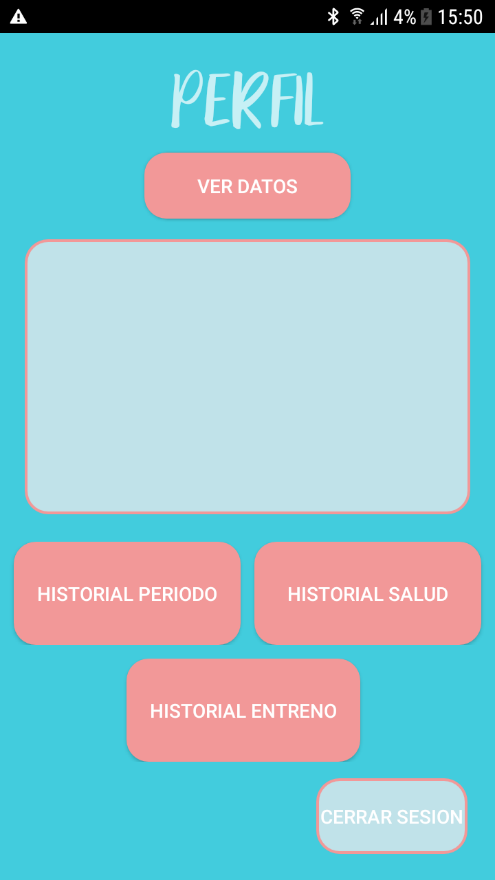 4% 15:50
PERFIL
VER DATOS
HISTORIAL PERIODO
HISTORIAL SALUD
HISTORIAL ENTRENO
CERRAR SESION